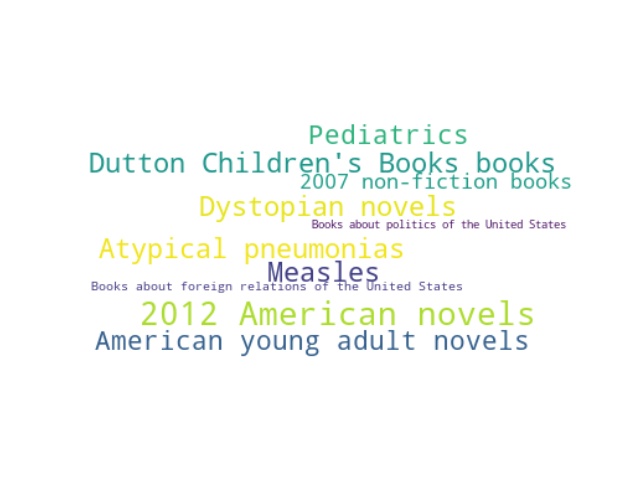 Pediatrics
Dutton Children's Books books
2007 non-fiction books
Dystopian novels
Books about politics of the United States
Atypical pneumonias
Measles
Books about foreign relations of the United States
2012 American novels
American young adult novels